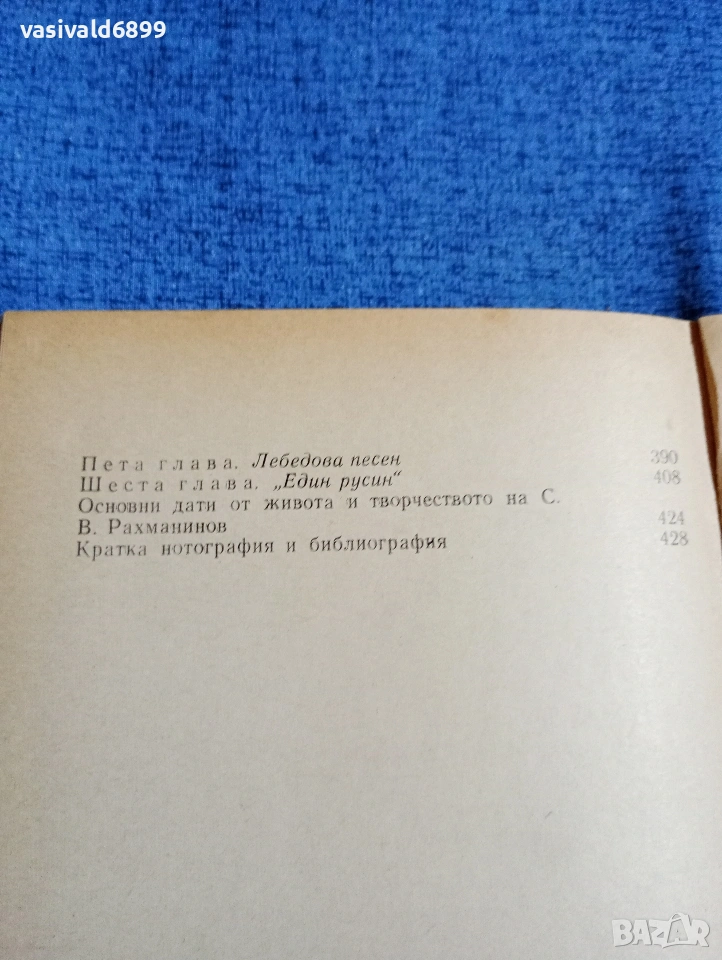 vasivald6899
Пета глава. Лебедова песен 390
Шеста глава. „Един русин“ 408
Основни дати от живота и творчеството на С.
В. Рахманинов 424
Кратка нотография и библиография 428
BAZAR